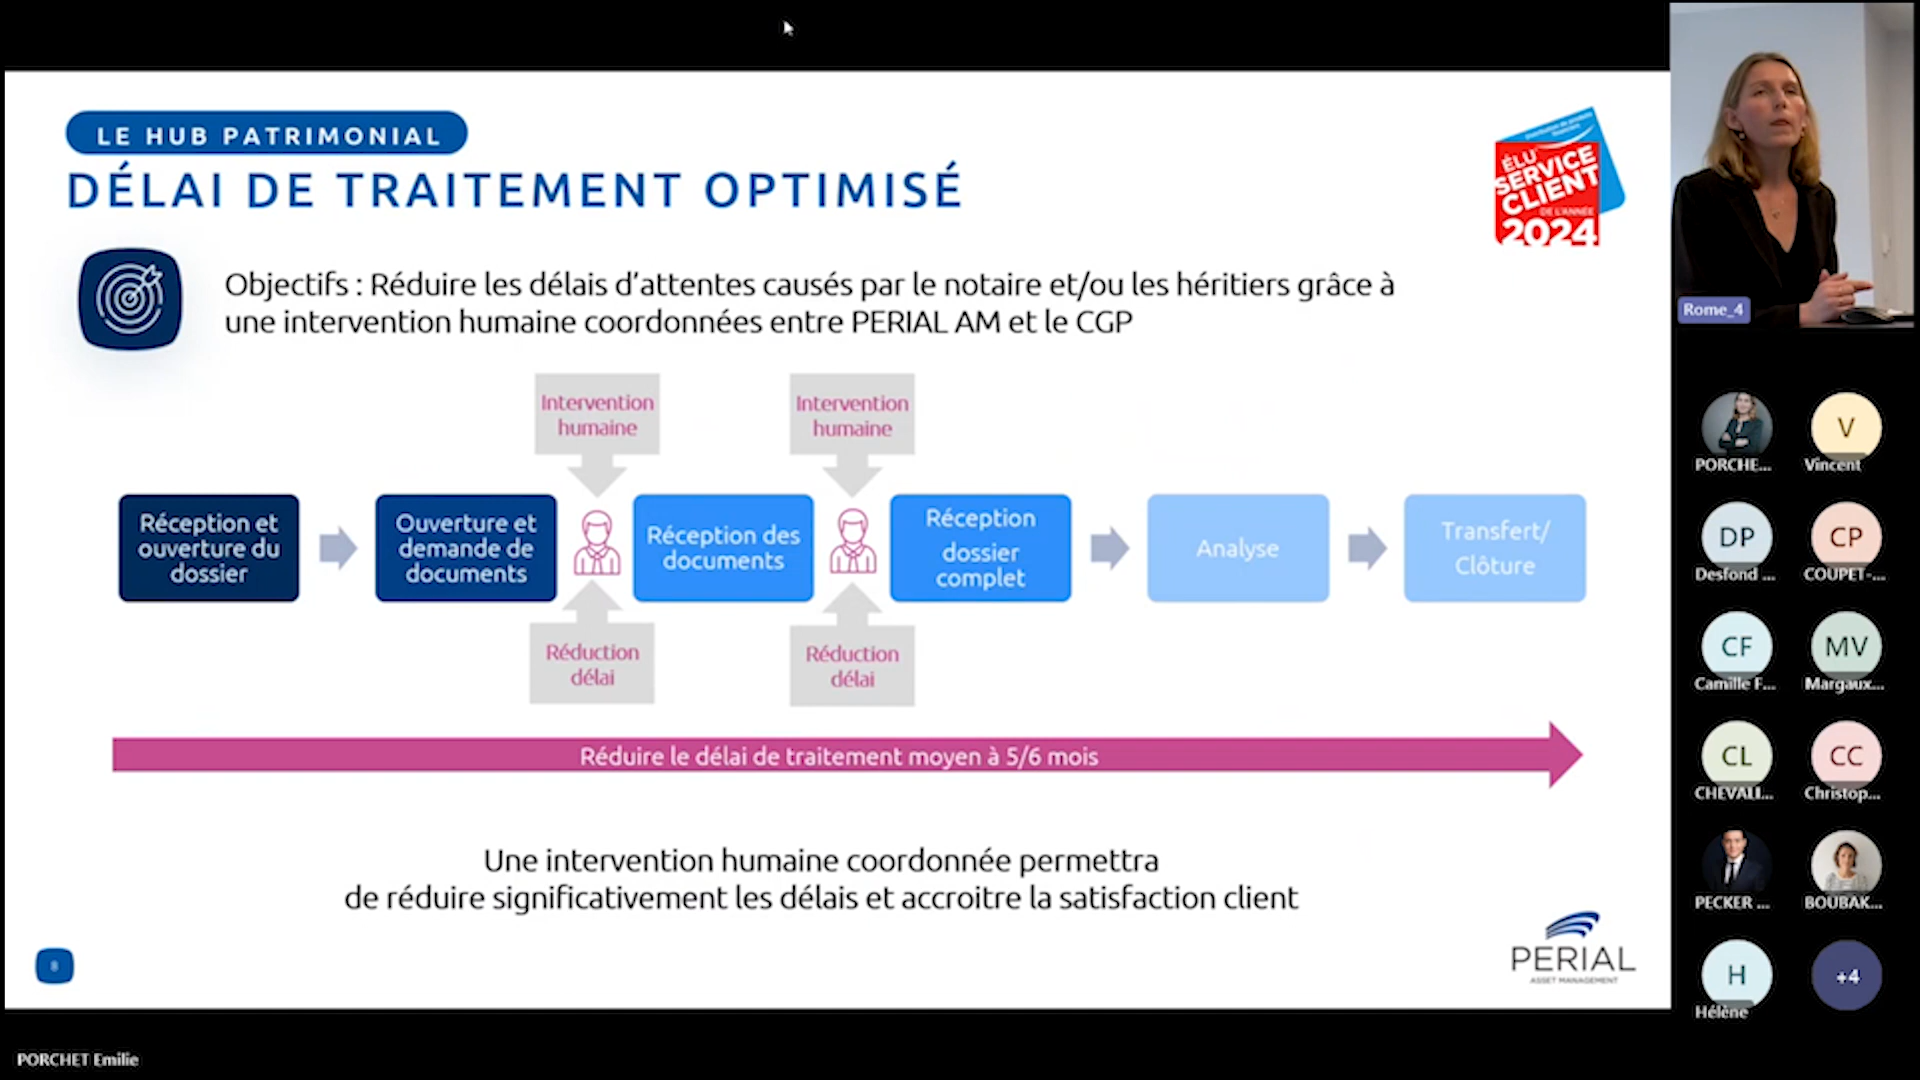 LE HUB PATRIMONIAL
DÉLAI DE TRAITEMENT OPTIMISÉ
Distribution de produits
financiers
ÉLU
SERVICE
CLIENT
DE L'ANNÉE
2024
Objectifs : Réduire les délais d'attentes causés par le notaire et/ou les héritiers grâce à
une intervention humaine coordonnées entre PERIAL AM et le CGP
Intervention
humaine
Intervention
humaine
Réception et
ouverture du
dossier
Ouverture et
demande de
documents
Réception des
documents
Réception
dossier
complet
Analyse
Transfert/
Clôture
Réduction
délai
Réduction
délai
Réduire le délai de traitement moyen à 5/6 mois
Une intervention humaine coordonnée permettra
de réduire significativement les délais et accroitre la satisfaction client
8
PERIAL
ASSET MANAGEMENT
PORCHET Emilie
Rome_4
PORCHE...
V
Vincent
DP
Desfond ...
CP
COUPET-...
CF
Camille F...
MV
Margaux...
CL
CHEVALI...
CC
Christop...
PECKER ...
BOUBAK...
H
Hélène
+4